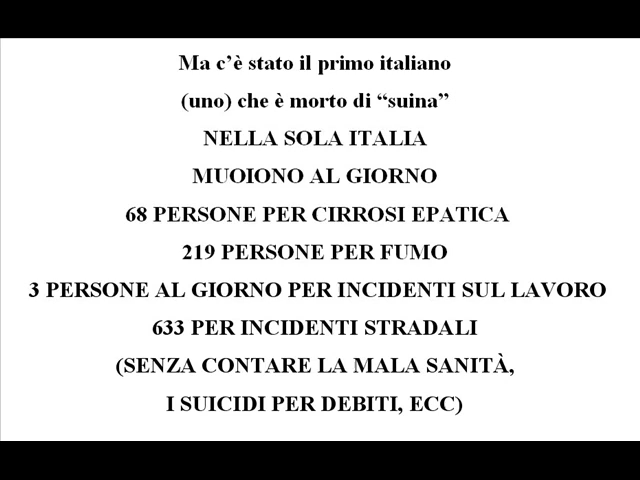 Ma c'è stato il primo italiano
(uno) che è morto di “suina”
NELLA SOLA ITALIA
MUOIONO AL GIORNO
68 PERSONE PER CIRROSI EPATICA
219 PERSONE PER FUMO
3 PERSONE AL GIORNO PER INCIDENTI SUL LAVORO
633 PER INCIDENTI STRADALI
(SENZA CONTARE LA MALA SANITÀ,
I SUICIDI PER DEBITI, ECC)